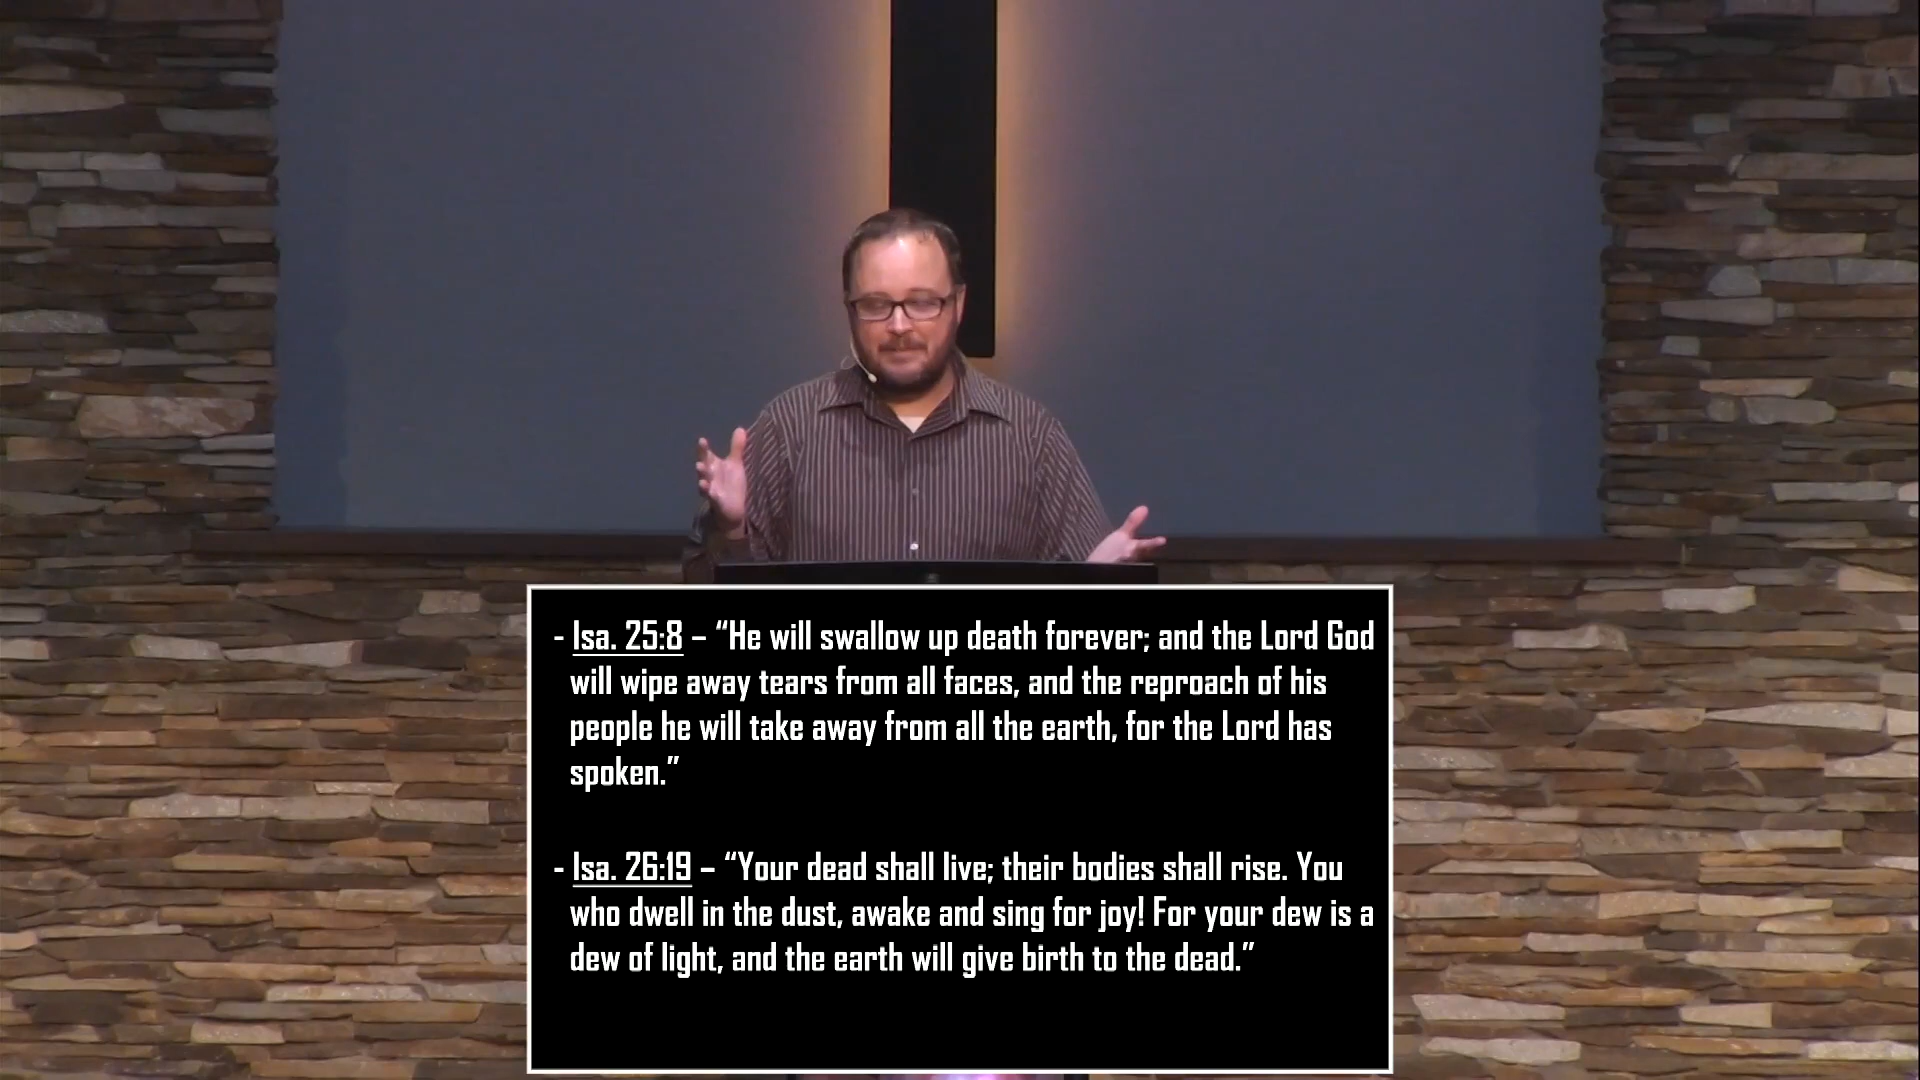 - Isa. 25:8 – “He will swallow up death forever; and the Lord God
will wipe away tears from all faces, and the reproach of his
people he will take away from all the earth, for the Lord has
spoken.”
- Isa. 26:19 – “Your dead shall live; their bodies shall rise. You
who dwell in the dust, awake and sing for joy! For your dew is a
dew of light, and the earth will give birth to the dead.”